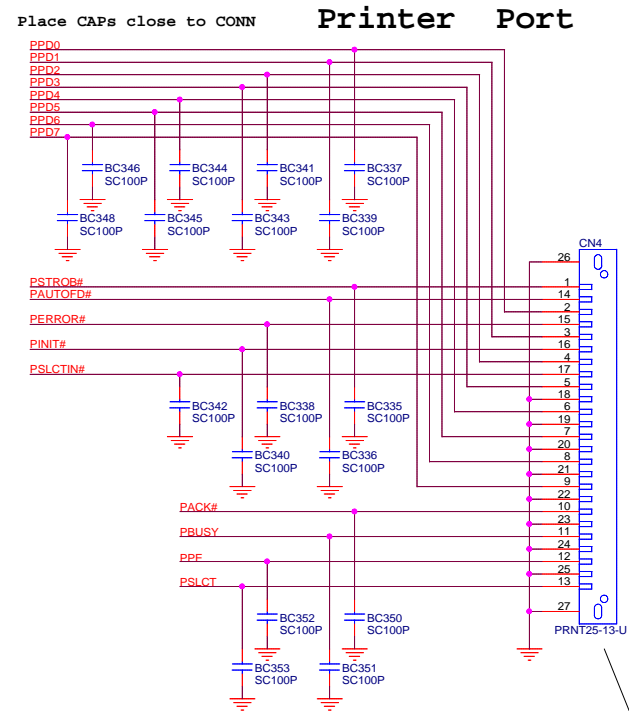 Place CAPs close to CONN
Printer Port
PPD0
PPD1
PPD2
PPD3
PPD4
PPD5
PPD6
PPD7
BC346 BC344 BC341 BC337
SC100P SC100P SC100P SC100P
BC348 BC345 BC343 BC339
SC100P SC100P SC100P SC100P
CN4
26
PSTROB# 1
PAUTOFD# 14
2
PERROR# 15
3
PINIT# 16
4
PSLCTIN# 17
5
18
BC342 BC338 BC335 6
SC100P SC100P SC100P
19
7
20
BC340 BC336 8
SC100P SC100P
21
9
22
PACK# 10
23
PBUSY 11
24
PPE 12
25
PSLCT 13
27
BC352 BC350
SC100P SC100P
PRNT25-13-U
BC353 BC351
SC100P SC100P